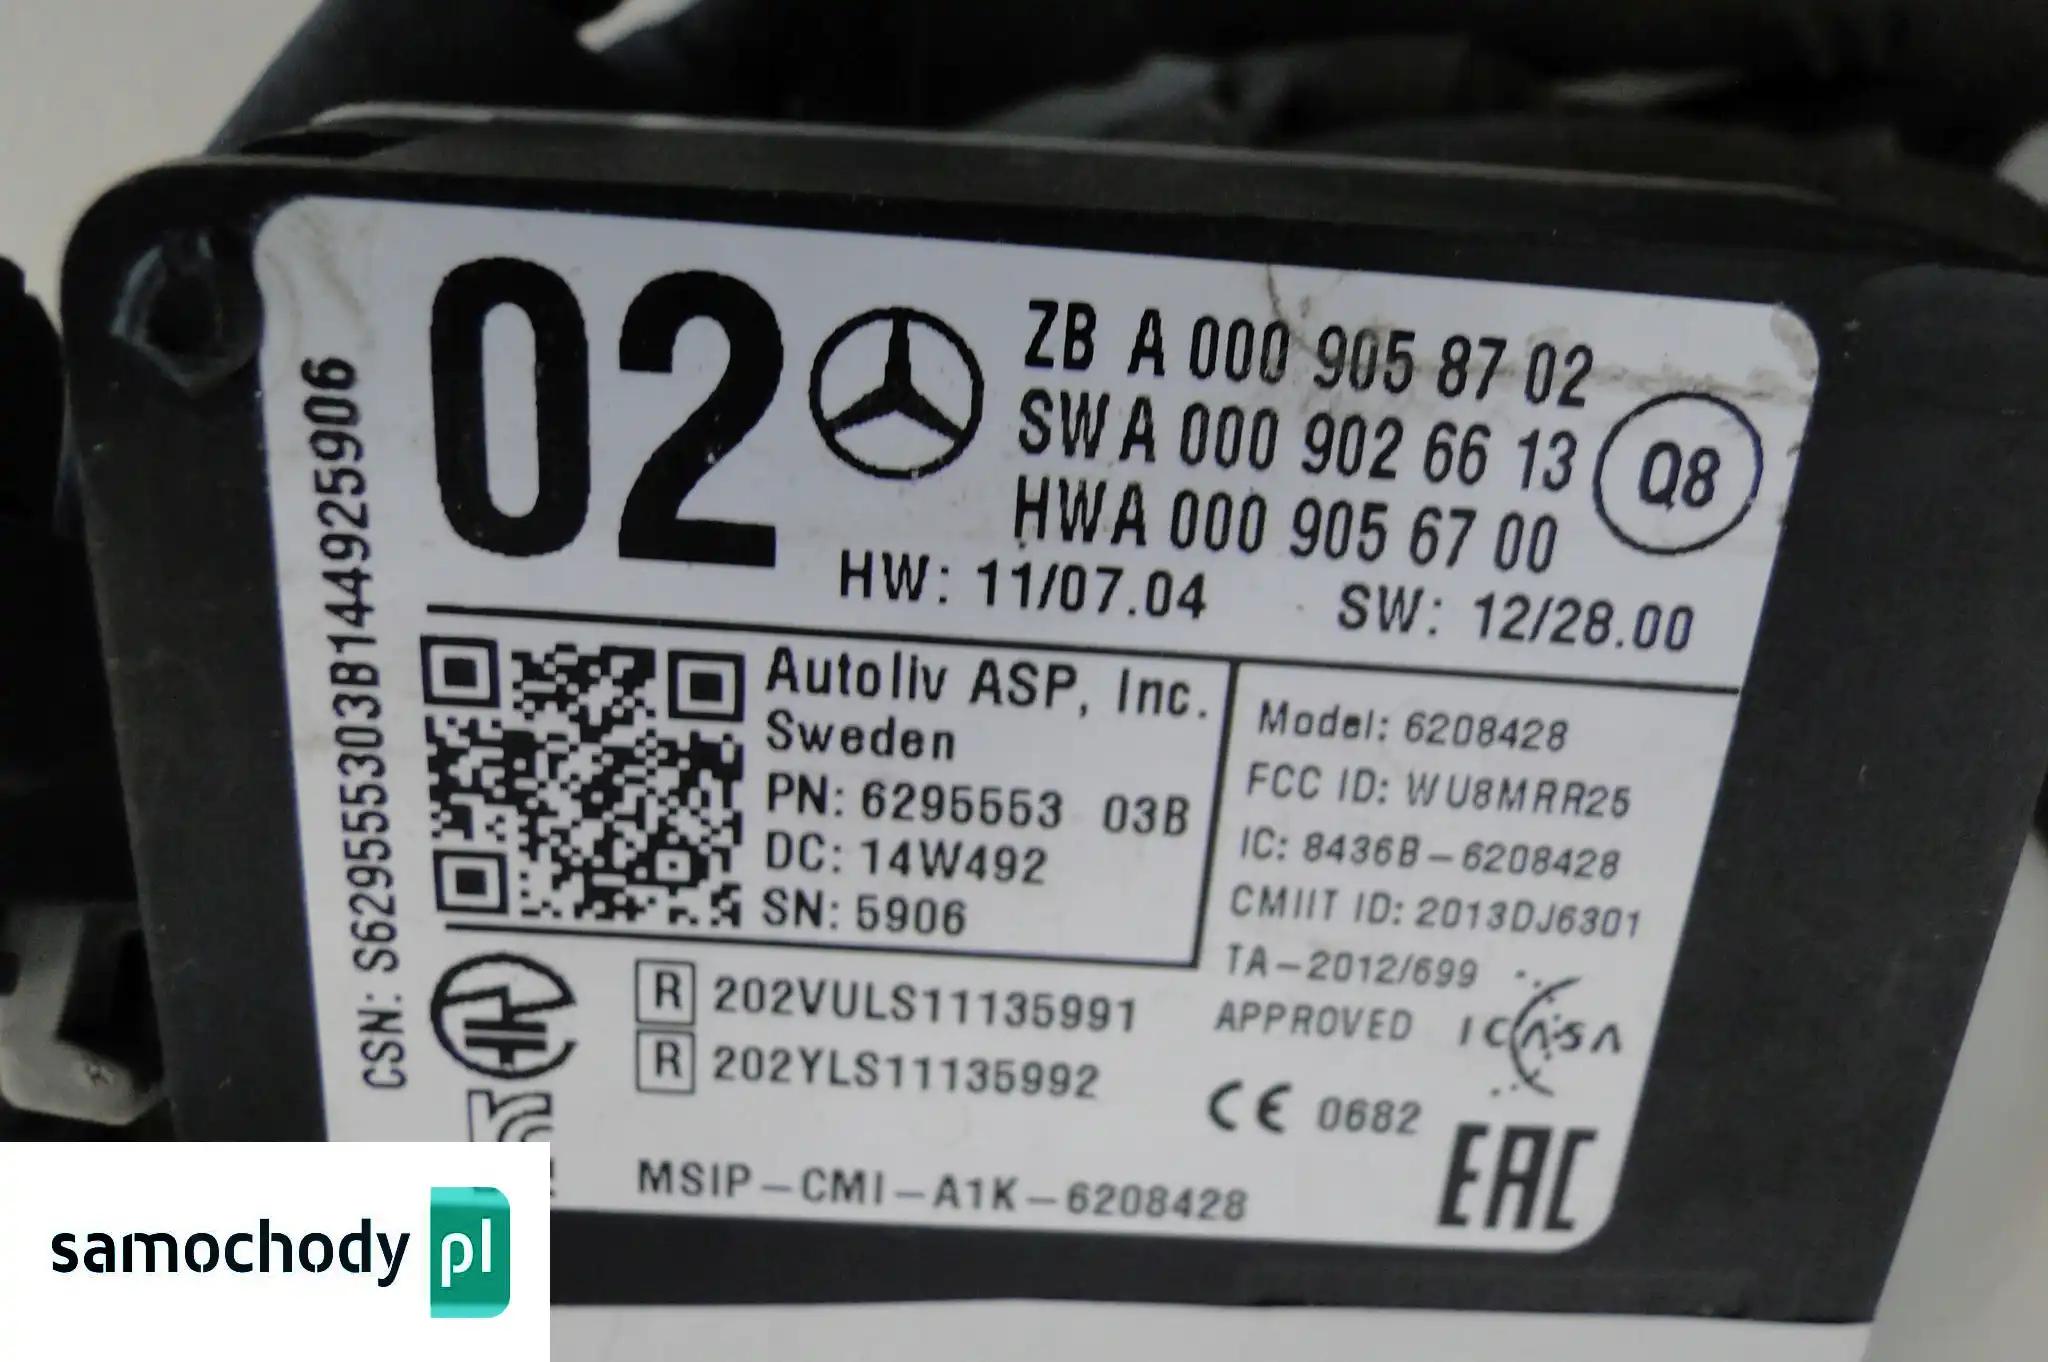 02
ZB A 000 905 87 02
SW A 000 902 66 13
HWA 000 905 67 00
Q8
HW: 11/07.04 SW: 12/28.00
CSN: S629555303B144925906
Autoliv ASP, Inc.
Sweden
PN: 6295553 03B
DC: 14W492
SN: 5906
Model: 6208428
FCC ID: WU8MRR25
IC: 8436B-6208428
CMIIT ID: 2013DJ6301
TA-2012/699
APPROVED ICASA
R 202VULS11135991
R 202YLS11135992
CE 0682
EAC
MSIP-CMI-A1K-6208428
samochody pl